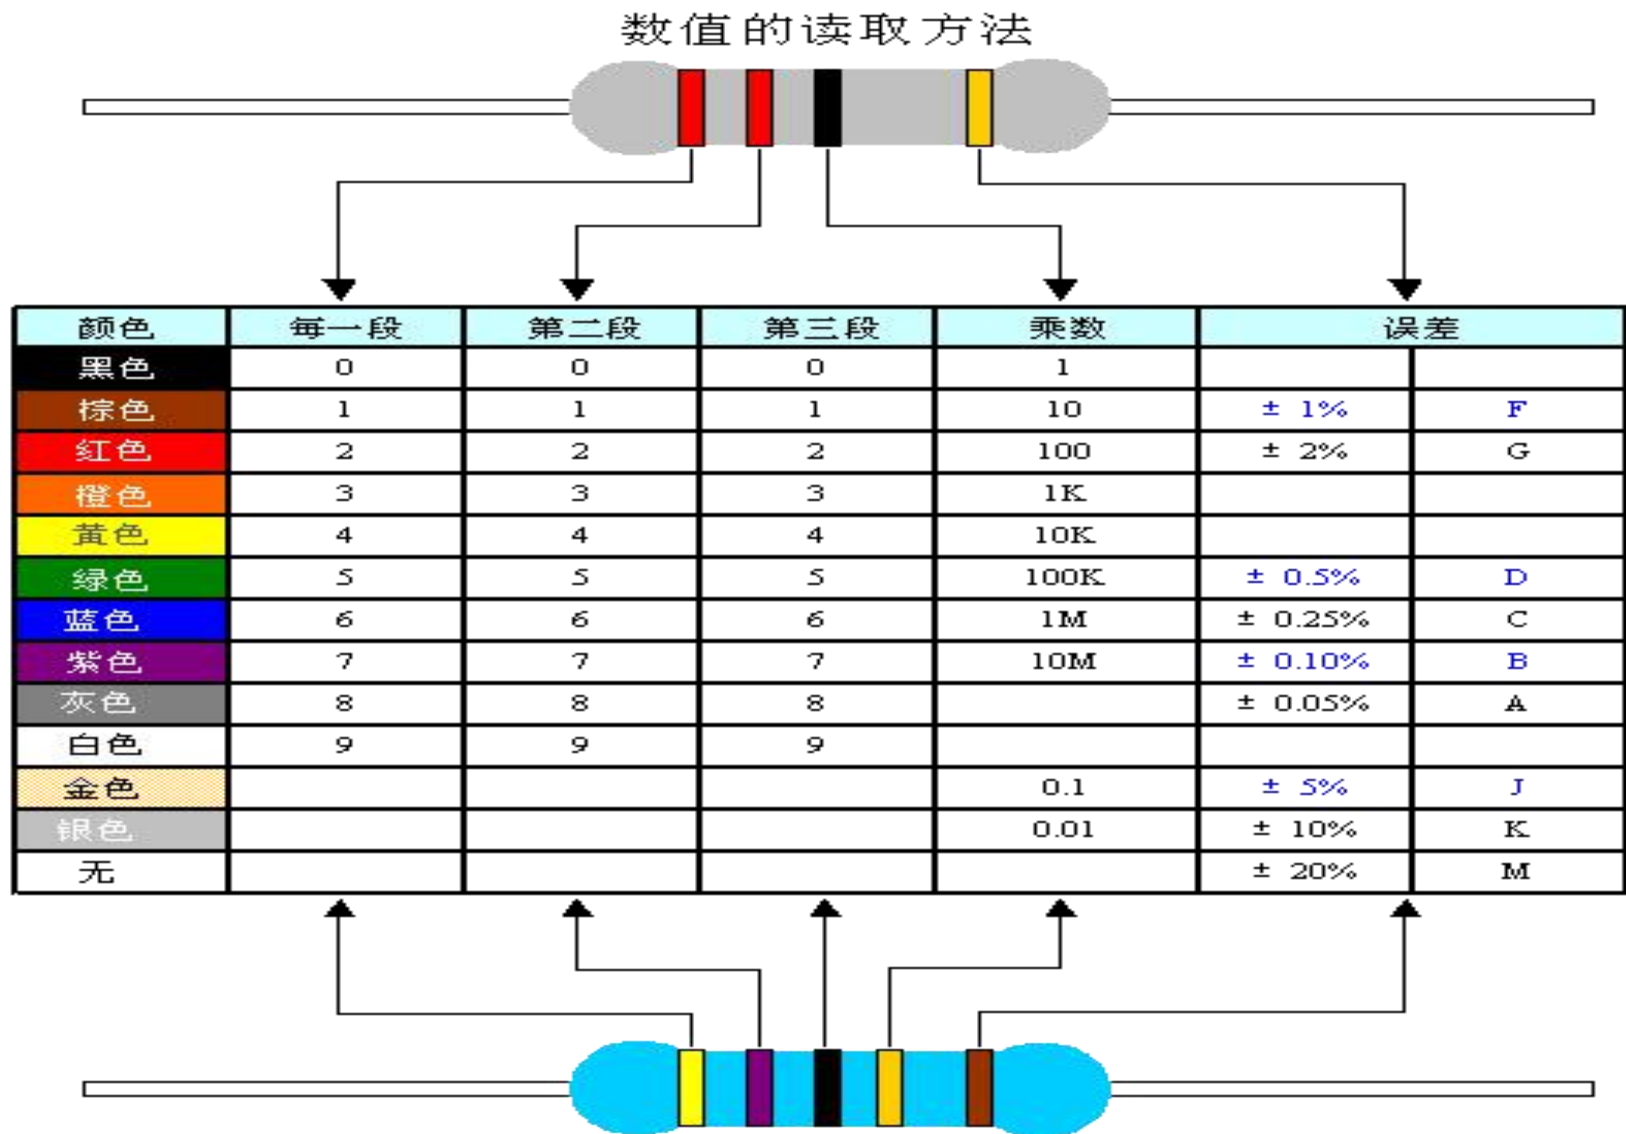 数值的读取方法
颜色 每一段 第二段 第三段 乘数 误差
黑色 0 0 0 1
棕色 1 1 1 10 ± 1% F
红色 2 2 2 100 ± 2% G
橙色 3 3 3 1K
黄色 4 4 4 10K
绿色 5 5 5 100K ± 0.5% D
蓝色 6 6 6 1M ± 0.25% C
紫色 7 7 7 10M ± 0.10% B
灰色 8 8 8 ± 0.05% A
白色 9 9 9
金色 0.1 ± 5% J
银色 0.01 ± 10% K
无 ± 20% M